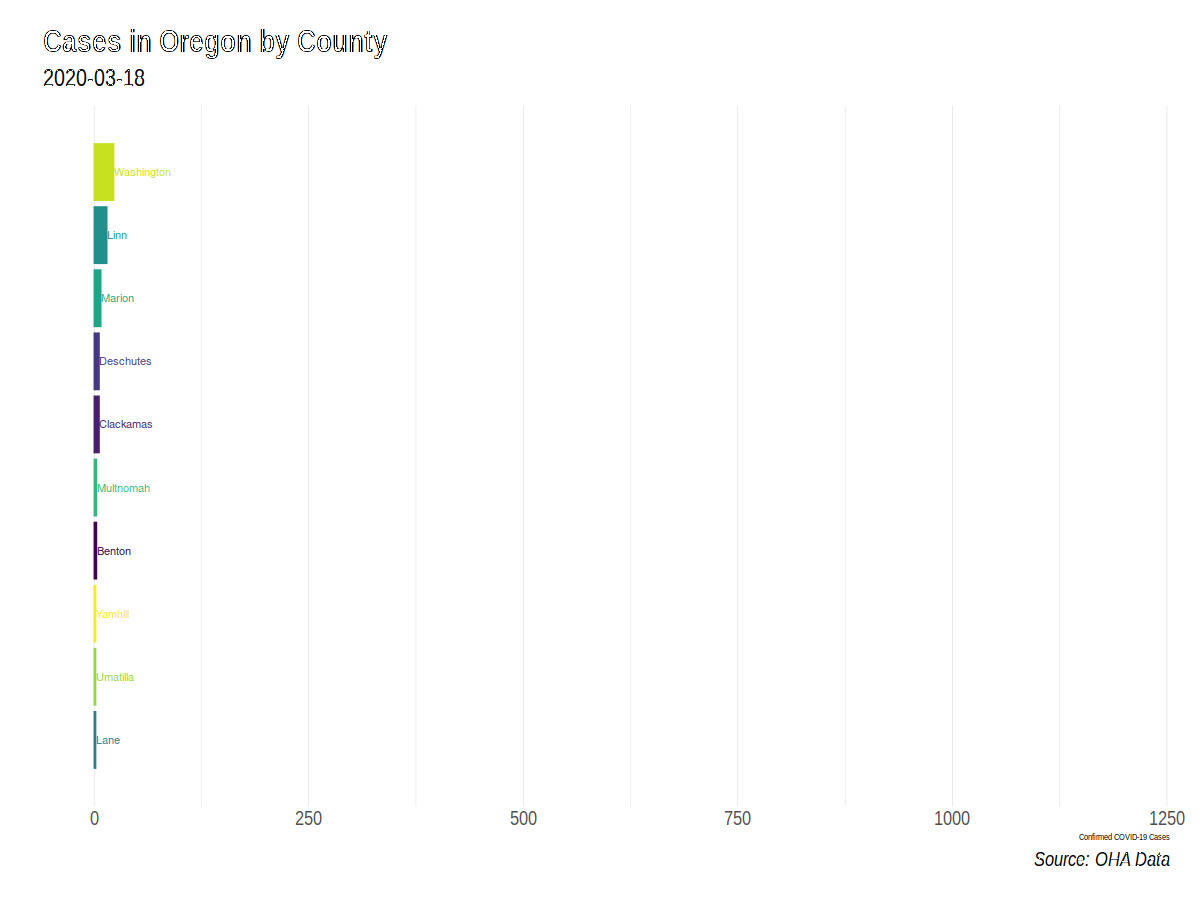 Cases in Oregon by County
2020-03-18
Washington
Linn
Marion
Deschutes
Clackamas
Multnomah
Benton
Yamhill
Umatilla
Lane
0 250 500 750 1000 1250
Confirmed COVID-19 Cases
Source: OHA Data